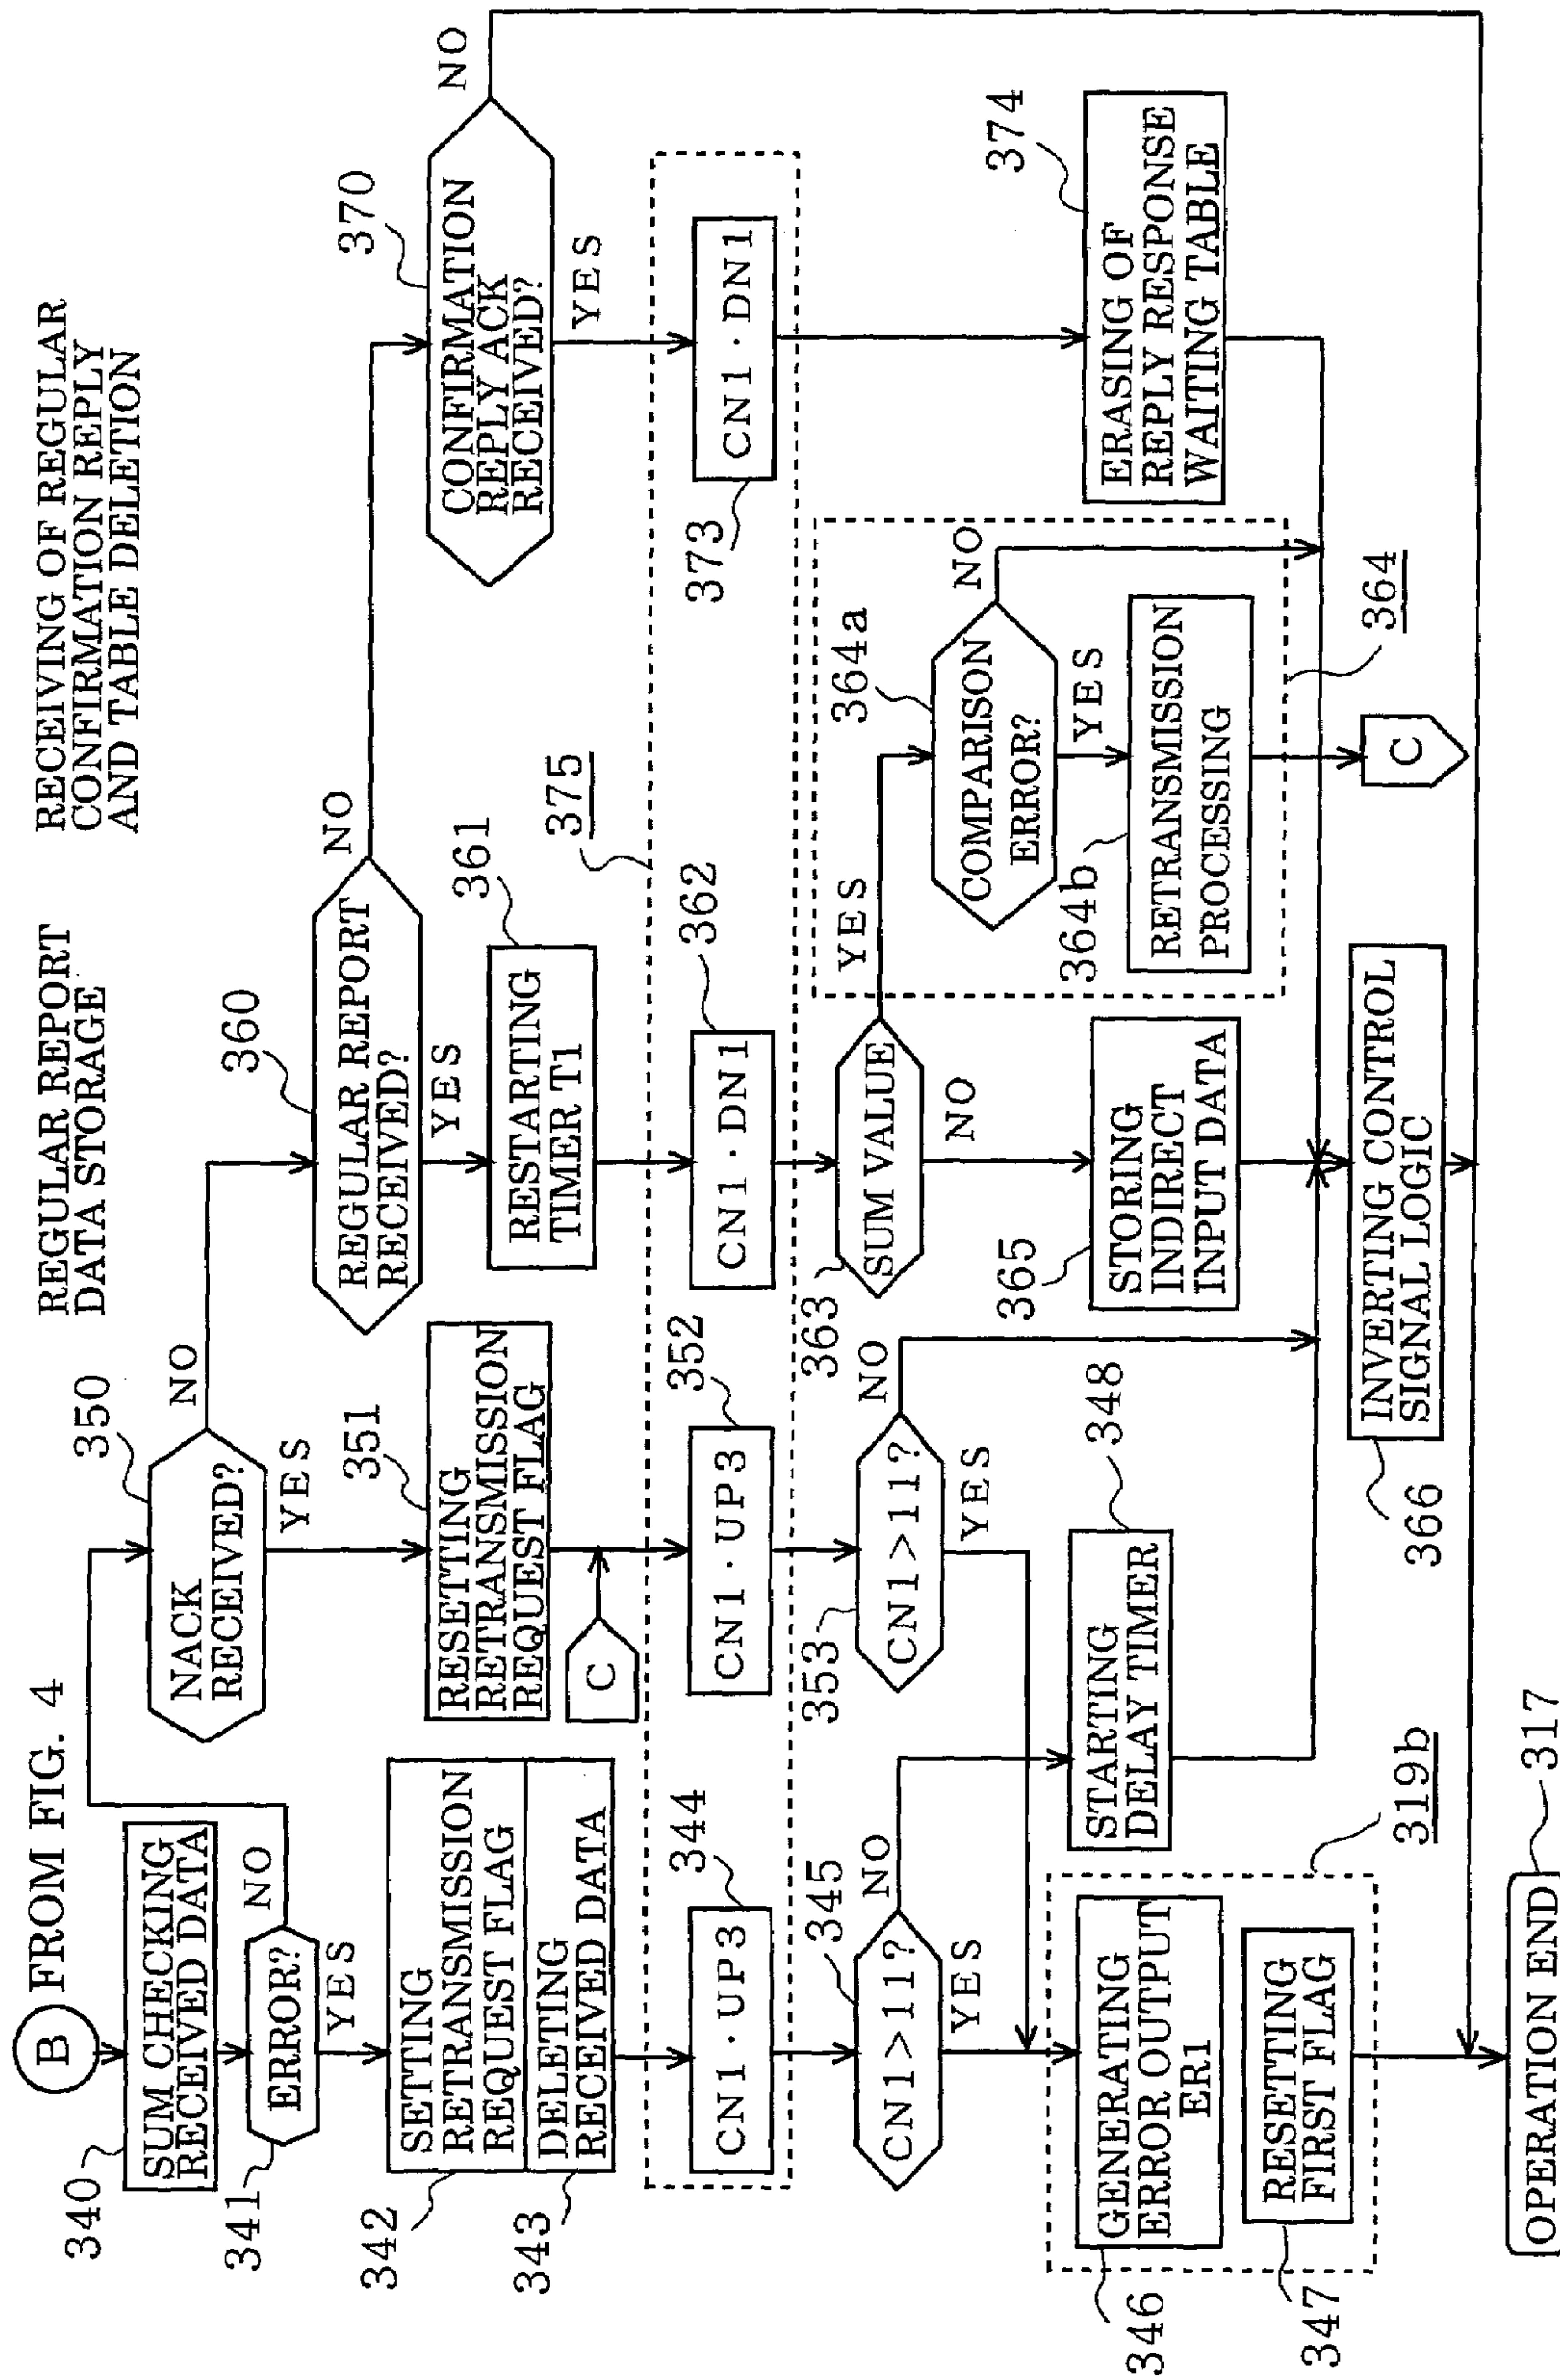 B FROM FIG. 4
REGULAR REPORT
DATA STORAGE
RECEIVING OF REGULAR
CONFIRMATION REPLY
AND TABLE DELETION
340
SUM CHECKING
RECEIVED DATA
341
ERROR?
NO
YES
342
SETTING
RETRANSMISSION
REQUEST FLAG
343
DELETING
RECEIVED DATA
344
CN1・UP3
345
CN1>11?
NO
YES
346
GENERATING
ERROR OUTPUT
ER1
347
RESETTING
FIRST FLAG
319b
348
STARTING
DELAY TIMER
350
NACK
RECEIVED?
NO
YES
351
RESETTING
RETRANSMISSION
REQUEST FLAG
C
352
CN1・UP3
353
CN1>11?
NO
YES
360
REGULAR REPORT
RECEIVED?
NO
YES
361
RESTARTING
TIMER T1
375
362
CN1・DN1
363
SUM VALUE
YES
NO
364a
COMPARISON
ERROR?
NO
YES
364b
RETRANSMISSION
PROCESSING
364
C
365
STORING
INDIRECT
INPUT DATA
366
INVERTING CONTROL
SIGNAL LOGIC
370
CONFIRMATION
REPLY ACK
RECEIVED?
NO
YES
373
CN1・DN1
374
ERASING OF
REPLY RESPONSE
WAITING TABLE
OPERATION END
317